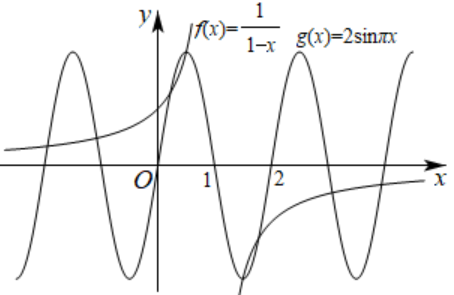 y
f(x)=1/(1-x)
g(x)=2sinπx
O
1
2
x